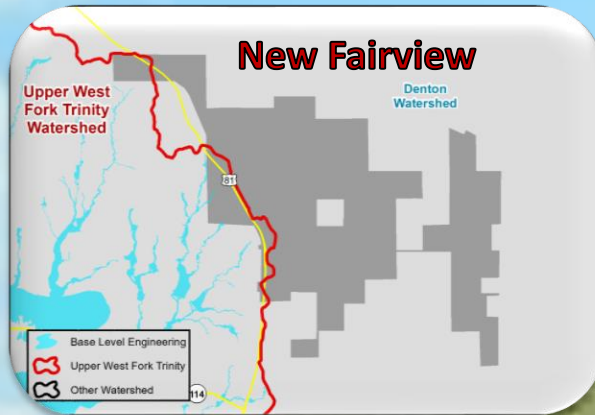 New Fairview
Upper West
Fork Trinity
Watershed
Denton
Watershed
81
Base Level Engineering
Upper West Fork Trinity
Other Watershed
114